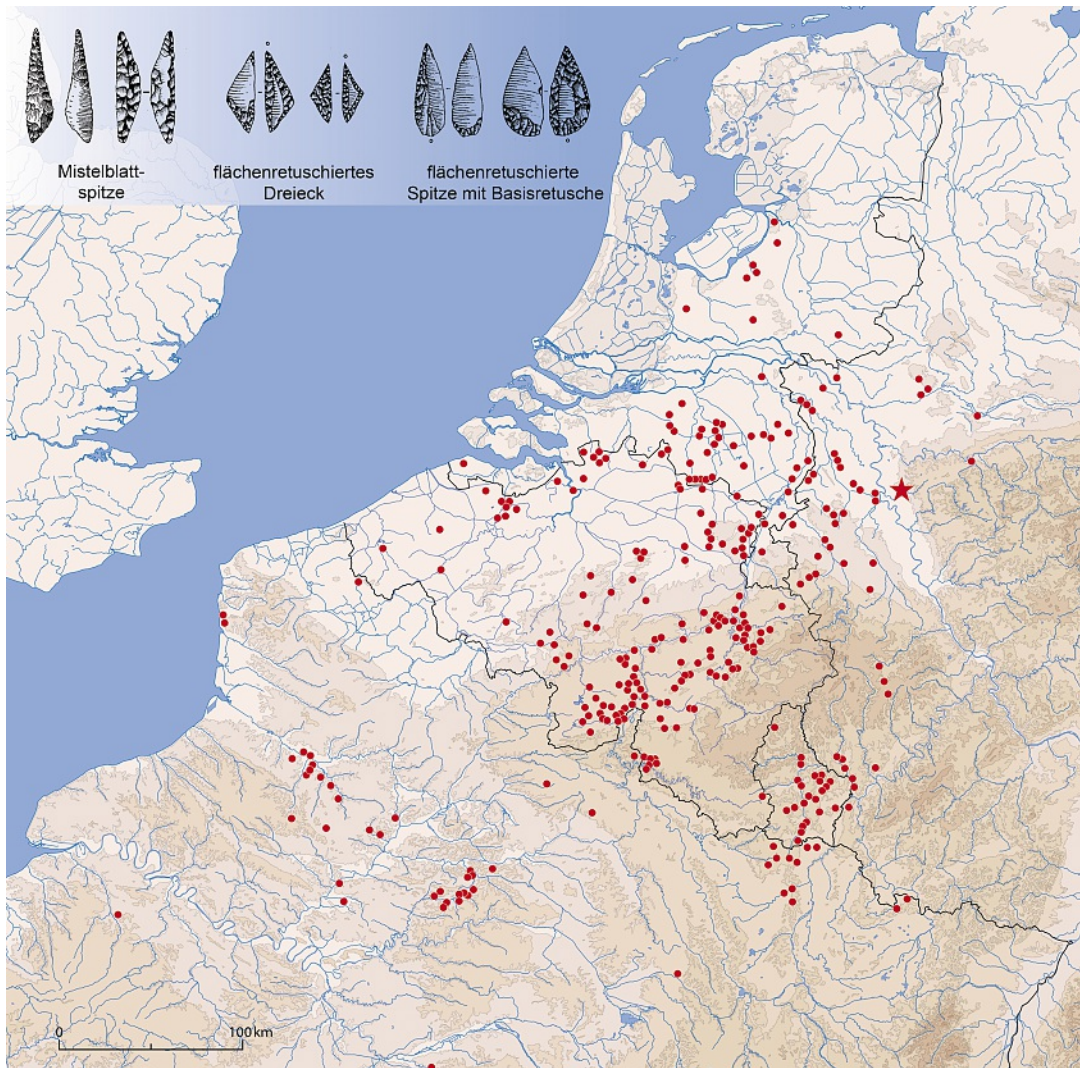 Mistelblatt-
spitze
flächenretuschiertes
Dreieck
flächenretuschierte
Spitze mit Basisretusche
0
100 km